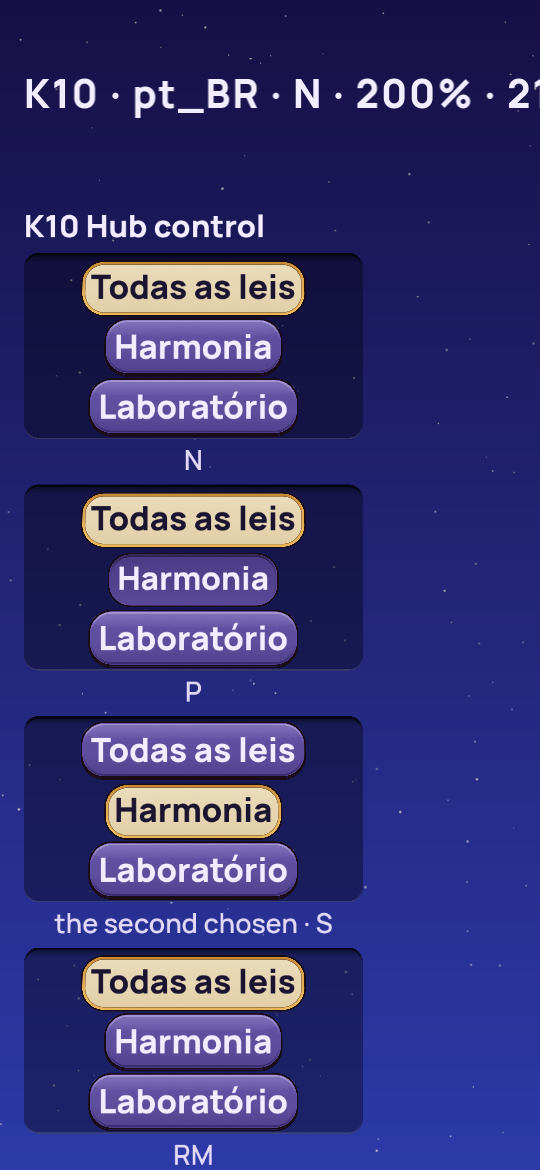 K10 · pt_BR · N · 200% · 21
K10 Hub control
Todas as leis
Harmonia
Laboratório
N
Todas as leis
Harmonia
Laboratório
P
Todas as leis
Harmonia
Laboratório
the second chosen · S
Todas as leis
Harmonia
Laboratório
RM